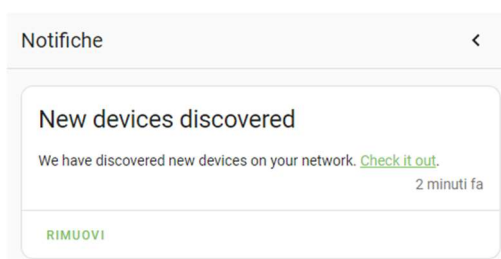 Notifiche
New devices discovered
We have discovered new devices on your network. Check it out.
2 minuti fa
RIMUOVI